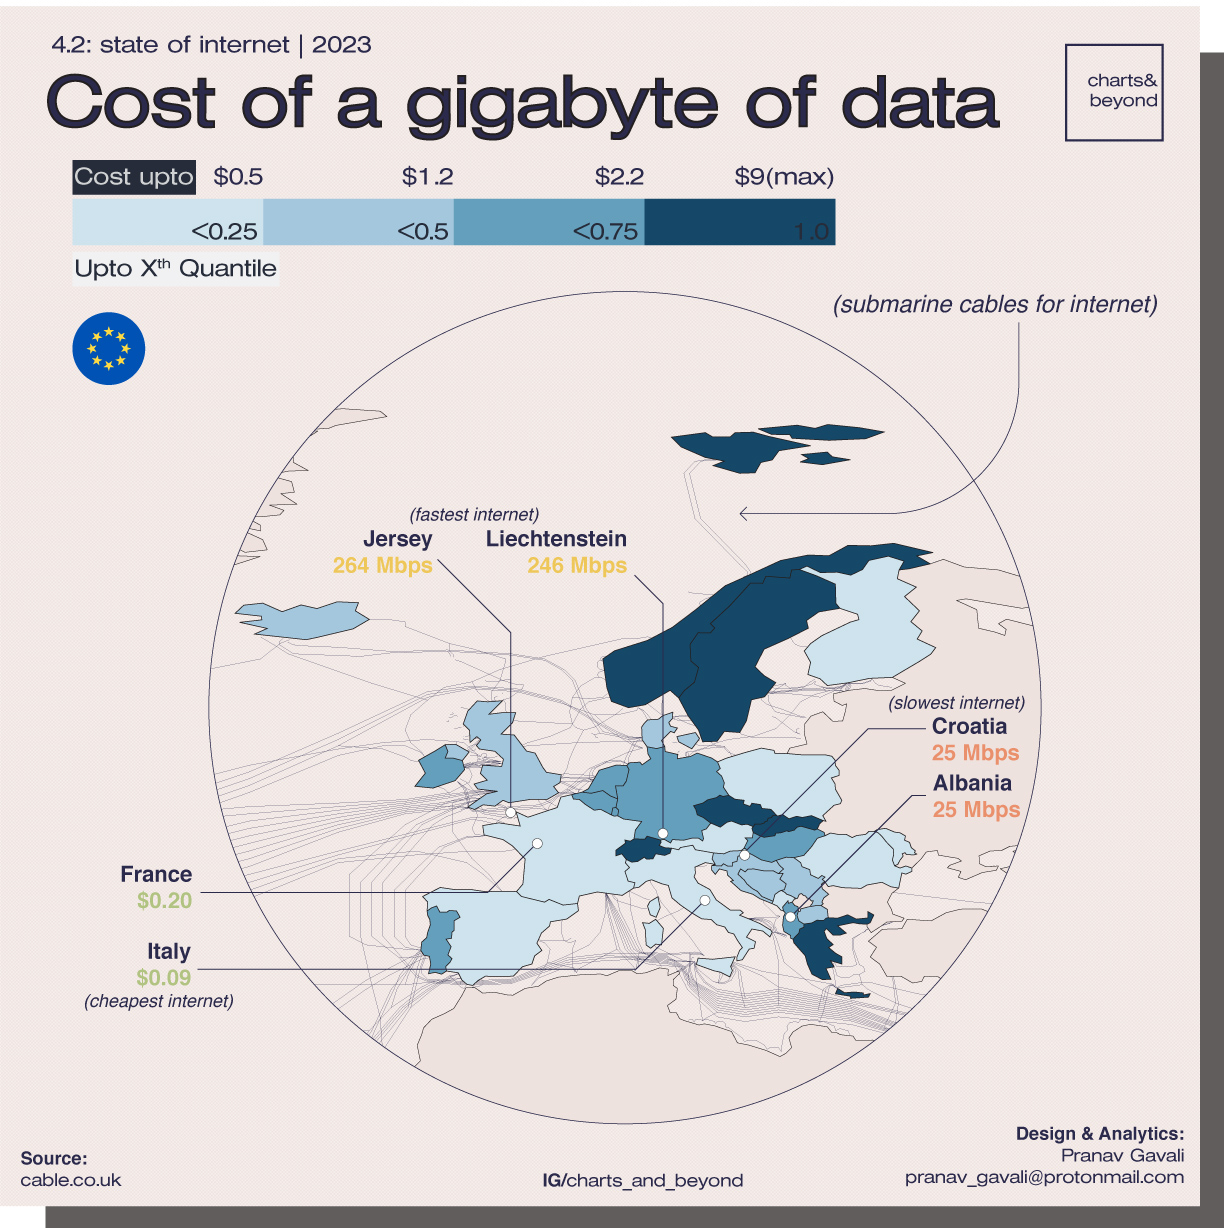 4.2: state of internet | 2023
Cost of a gigabyte of data
charts&
beyond
Cost upto $0.5 $1.2 $2.2 $9(max)
<0.25 <0.5 <0.75 1.0
Upto Xth Quantile
(submarine cables for internet)
(fastest internet)
Jersey Liechtenstein
264 Mbps 246 Mbps
(slowest internet)
Croatia
25 Mbps
Albania
25 Mbps
France
$0.20
Italy
$0.09
(cheapest internet)
Source:
cable.co.uk
IG/charts_and_beyond
Design & Analytics:
Pranav Gavali
pranav_gavali@protonmail.com